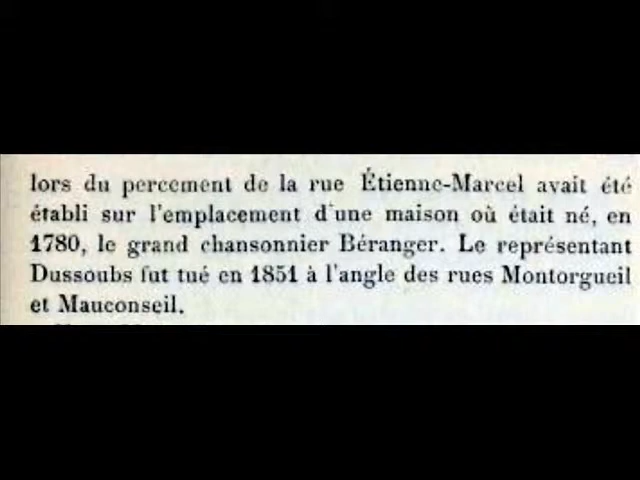 lors du percement de la rue Étienne-Marcel avait été
établi sur l'emplacement d'une maison où était né, en
1780, le grand chansonnier Béranger. Le représentant
Dussoubs fut tué en 1851 à l'angle des rues Montorgueil
et Mauconseil.